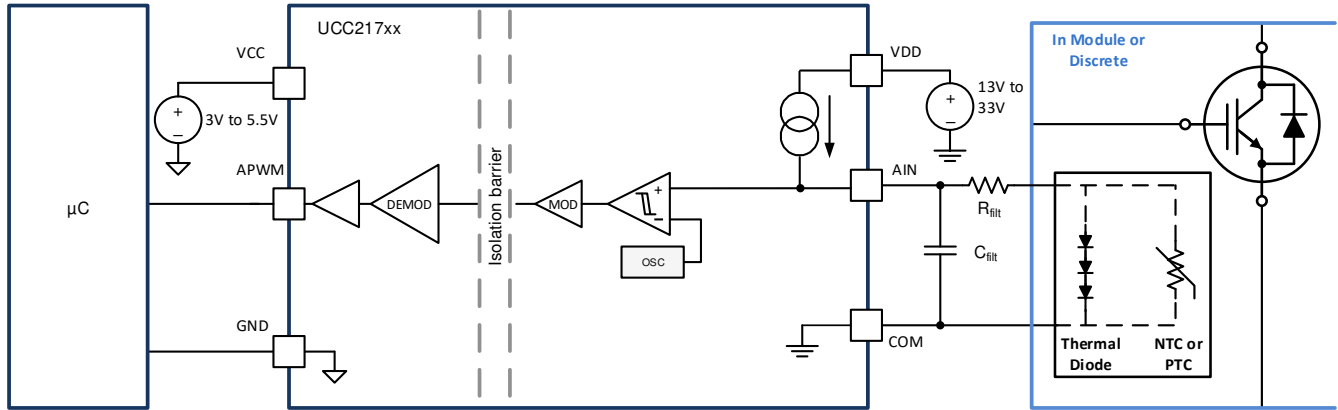 UCC217xx
In Module or
Discrete
VCC
VDD
+
−
3V to 5.5V
+
−
13V to
33V
APWM
AIN
µC
DEMOD
Isolation barrier
MOD
+
−
OSC
Rfilt
Cfilt
GND
COM
Thermal
Diode
NTC or
PTC